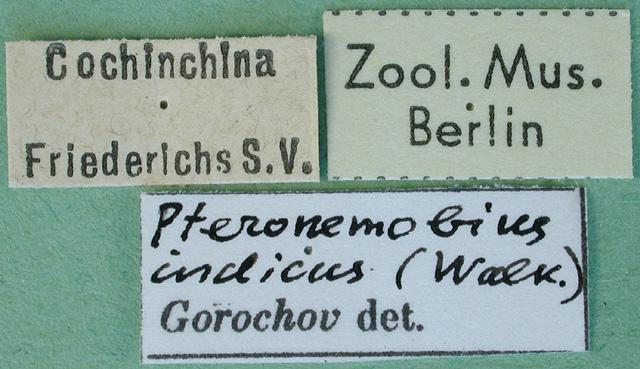 Cochinchina
Friederichs S.V.
Zool. Mus.
Berlin
Pteronemobius
indicus (Walk.)
Gorochov det.